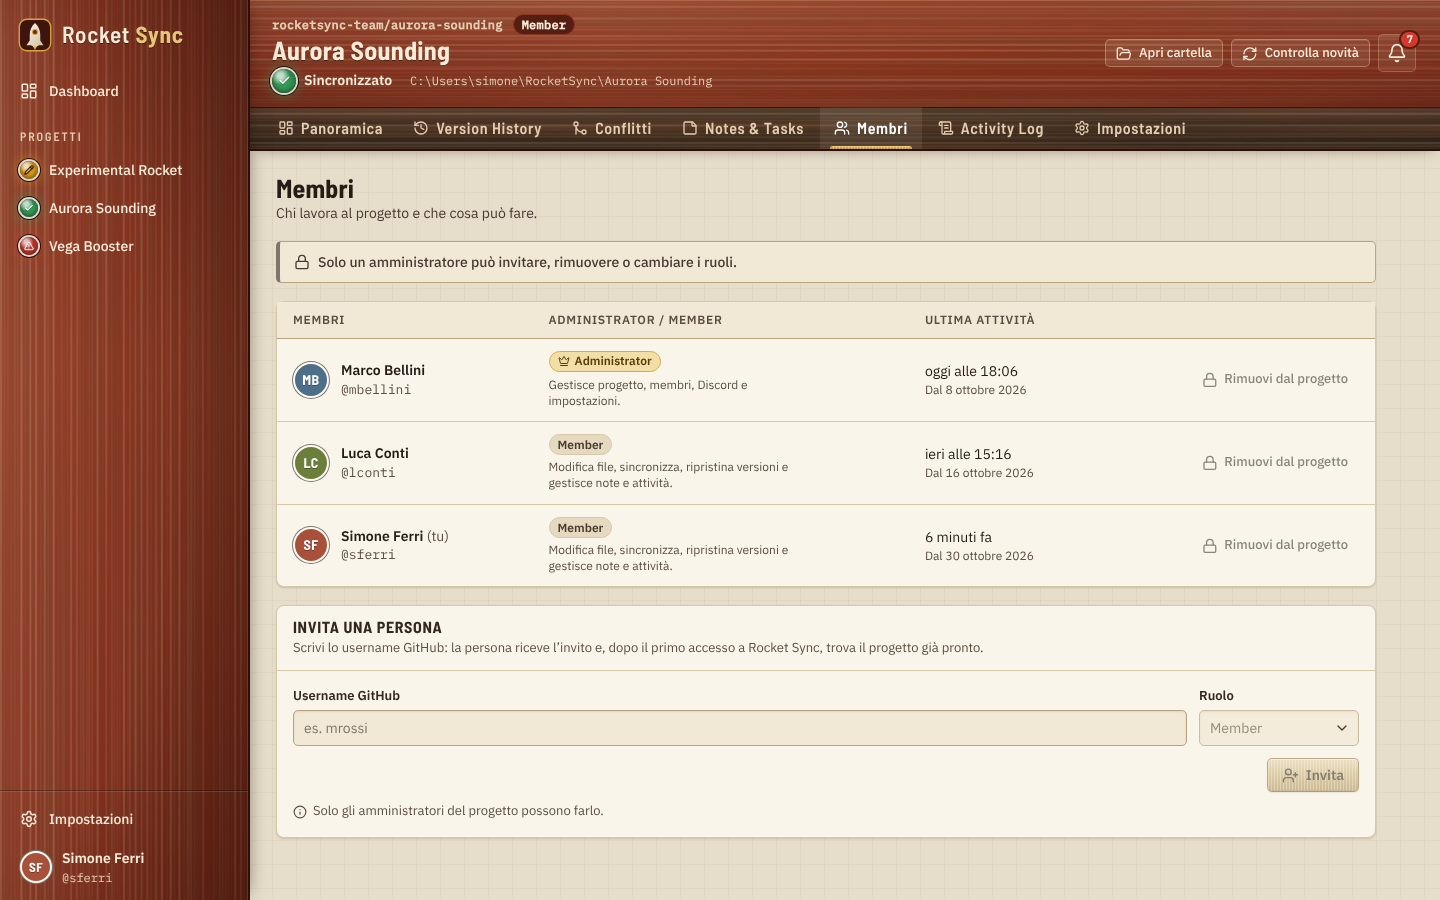 Rocket Sync
Dashboard
PROGETTI
Experimental Rocket
Aurora Sounding
Vega Booster
Impostazioni
SF
Simone Ferri
@sferri
rocketsync-team/aurora-sounding Member
Aurora Sounding
Sincronizzato C:\Users\simone\RocketSync\Aurora Sounding
Apri cartella
Controlla novità
7
Panoramica
Version History
Conflitti
Notes & Tasks
Membri
Activity Log
Impostazioni
Membri
Chi lavora al progetto e che cosa può fare.
Solo un amministratore può invitare, rimuovere o cambiare i ruoli.
MEMBRI ADMINISTRATOR / MEMBER ULTIMA ATTIVITÀ
MB
Marco Bellini
@mbellini
Administrator
Gestisce progetto, membri, Discord e
impostazioni.
oggi alle 18:06
Dal 8 ottobre 2026
Rimuovi dal progetto
LC
Luca Conti
@lconti
Member
Modifica file, sincronizza, ripristina versioni e
gestisce note e attività.
ieri alle 15:16
Dal 16 ottobre 2026
Rimuovi dal progetto
SF
Simone Ferri (tu)
@sferri
Member
Modifica file, sincronizza, ripristina versioni e
gestisce note e attività.
6 minuti fa
Dal 30 ottobre 2026
Rimuovi dal progetto
INVITA UNA PERSONA
Scrivi lo username GitHub: la persona riceve l’invito e, dopo il primo accesso a Rocket Sync, trova il progetto già pronto.
Username GitHub
es. mrossi
Ruolo
Member
Invita
Solo gli amministratori del progetto possono farlo.